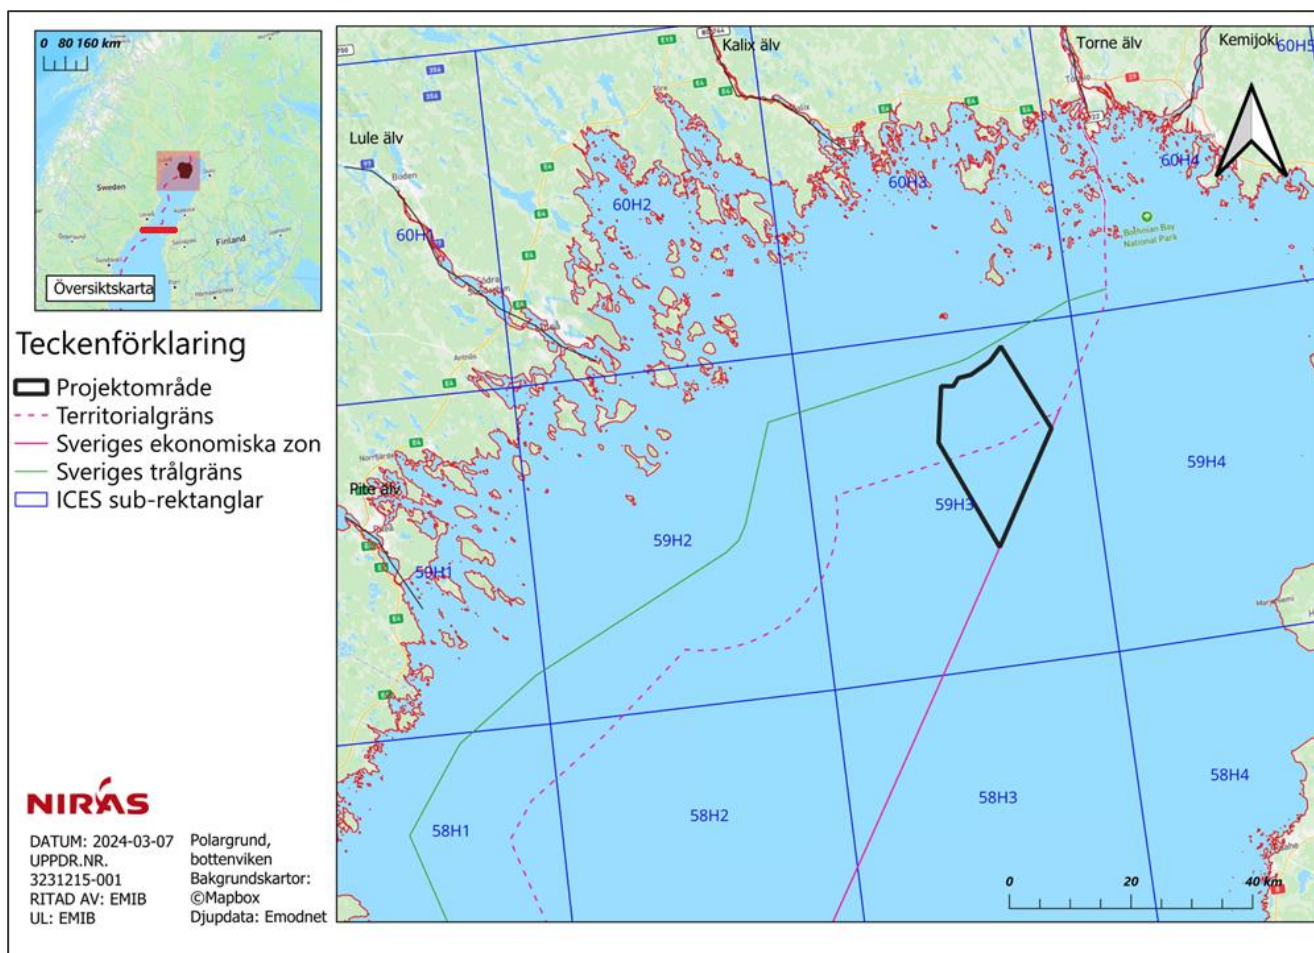 0 80 160 km
Sweden
Finland
Översiktskarta
Teckenförklaring
Projektområde
Territorialgräns
Sveriges ekonomiska zon
Sveriges trålgräns
ICES sub-rektanglar
NIRAS
DATUM: 2024-03-07
UPPDR.NR.
3231215-001
RITAD AV: EMIB
UL: EMIB
Polargrund,
bottenviken
Bakgrundskartor:
©Mapbox
Djupdata: Emodnet
Kalix älv
Torne älv
Kemijoki
60H5
Lule älv
Boden
60H1
60H2
60H3
60H4
Bothnian Bay
National Park
Pite älv
59H1
59H2
59H3
59H4
58H1
58H2
58H3
58H4
E4
0 20 40 km